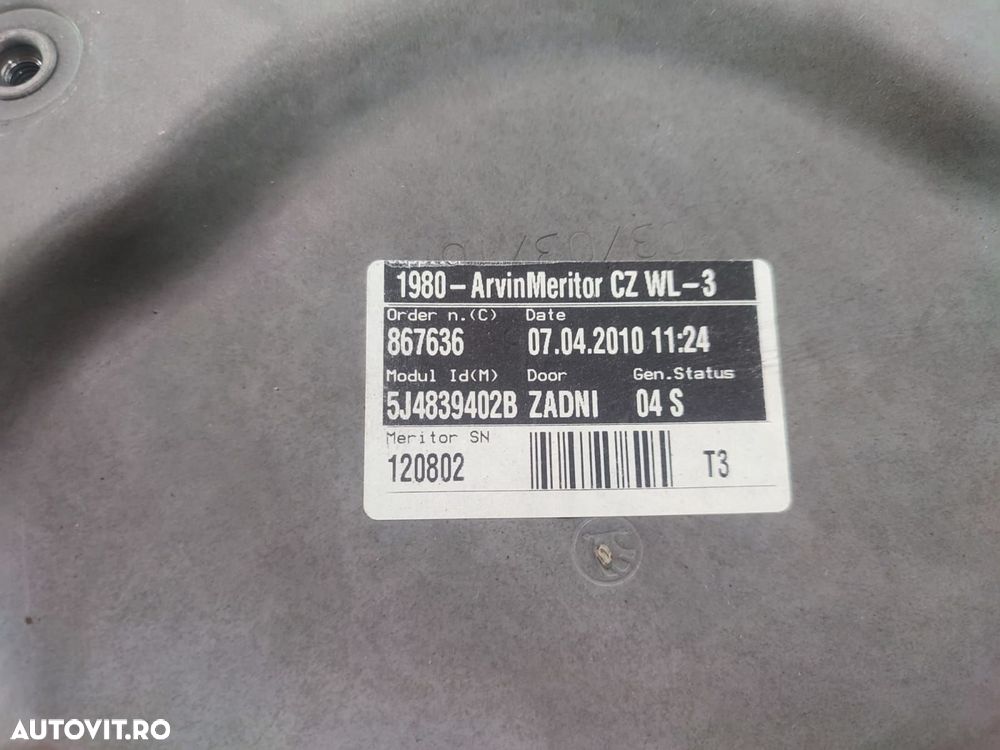 Supplier
1980 – ArvinMeritor CZ WL–3
Order n.(C) Date
867636 07.04.2010 11:24
Modul Id(M) Door Gen.Status
5J4839402B ZADNI 04 S
Meritor SN
120802 T3
AUTOVIT.RO